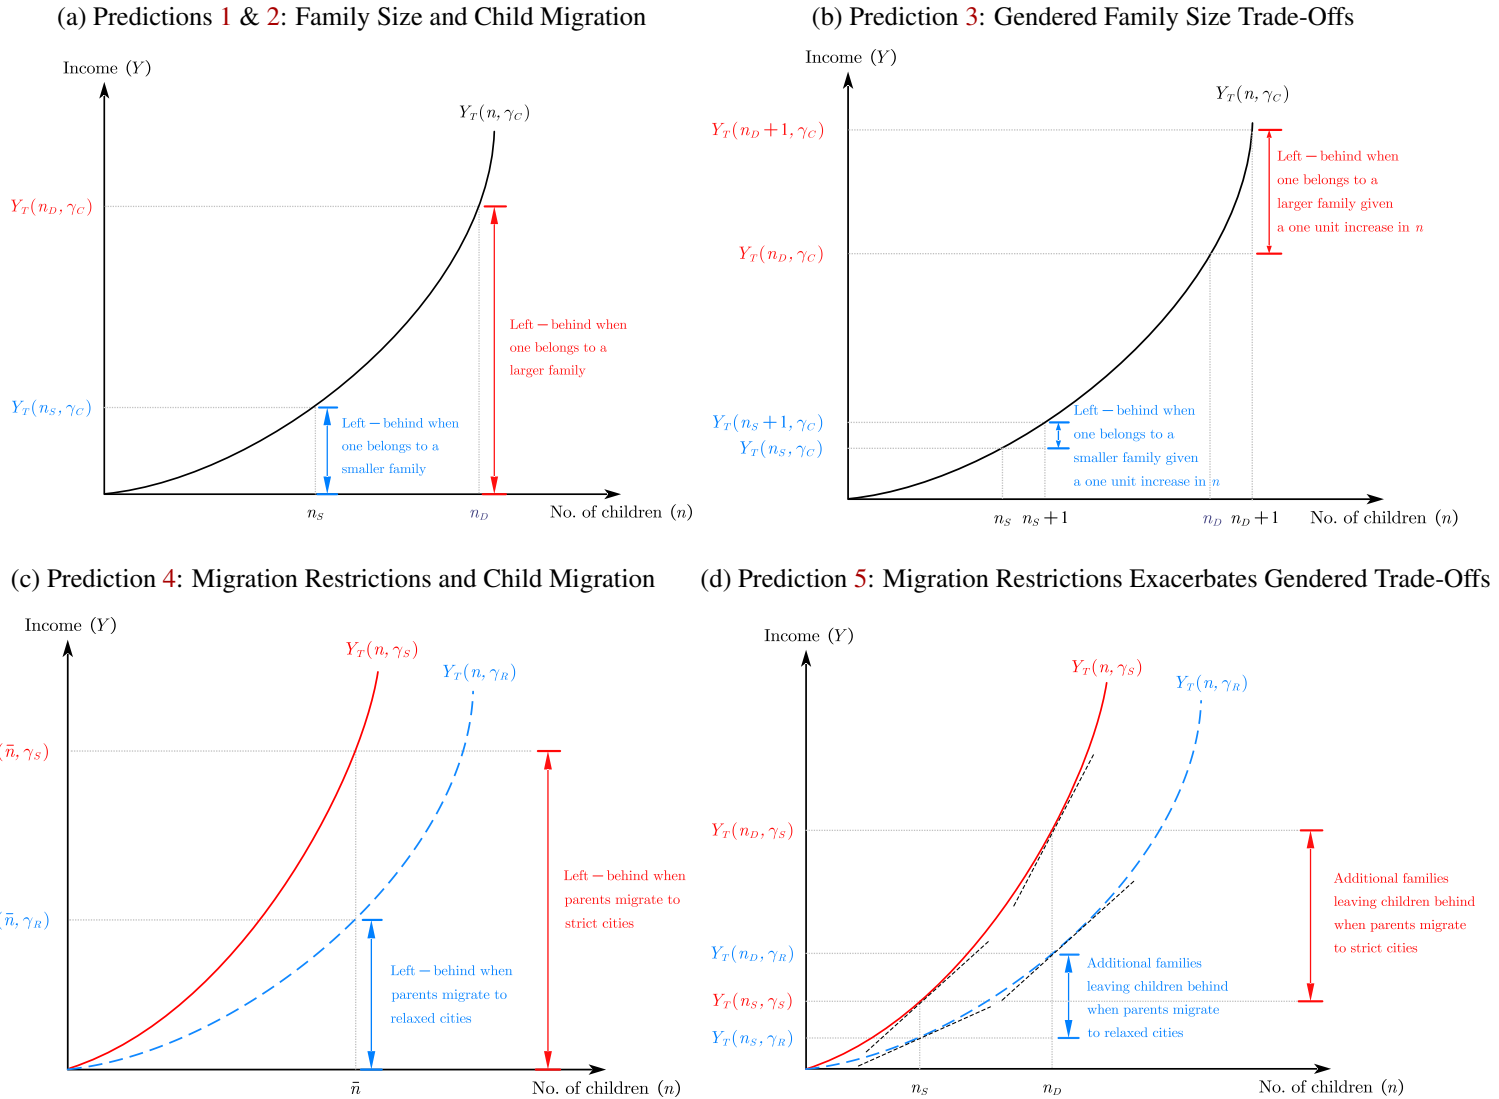 (a) Predictions 1 & 2: Family Size and Child Migration
Income (Y)
Y_T(n, γ_C)
Y_T(n_D, γ_C)
Left − behind when
one belongs to a
larger family
Y_T(n_S, γ_C)
Left − behind when
one belongs to a
smaller family
n_S
n_D
No. of children (n)
(b) Prediction 3: Gendered Family Size Trade-Offs
Income (Y)
Y_T(n, γ_C)
Y_T(n_D+1, γ_C)
Left − behind when
one belongs to a
larger family given
a one unit increase in n
Y_T(n_D, γ_C)
Y_T(n_S+1, γ_C)
Y_T(n_S, γ_C)
Left − behind when
one belongs to a
smaller family given
a one unit increase in n
n_S
n_S+1
n_D
n_D+1
No. of children (n)
(c) Prediction 4: Migration Restrictions and Child Migration
Income (Y)
Y_T(n, γ_S)
Y_T(n, γ_R)
(n̄, γ_S)
Left − behind when
parents migrate to
strict cities
(n̄, γ_R)
Left − behind when
parents migrate to
relaxed cities
n̄
No. of children (n)
(d) Prediction 5: Migration Restrictions Exacerbates Gendered Trade-Offs
Income (Y)
Y_T(n, γ_S)
Y_T(n, γ_R)
Y_T(n_D, γ_S)
Additional families
leaving children behind
when parents migrate
to strict cities
Y_T(n_D, γ_R)
Y_T(n_S, γ_S)
Y_T(n_S, γ_R)
Additional families
leaving children behind
when parents migrate
to relaxed cities
n_S
n_D
No. of children (n)